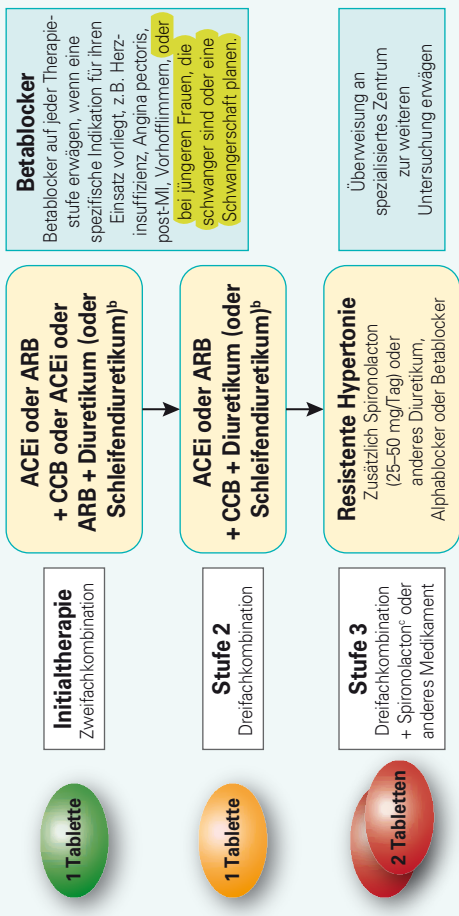 1 Tablette
Initialtherapie
Zweifachkombination
ACEi oder ARB
+ CCB oder ACEi oder
ARB + Diuretikum (oder
Schleifendiuretikum)ᵇ
Betablocker
Betablocker auf jeder Therapie-
stufe erwägen, wenn eine
spezifische Indikation für ihren
Einsatz vorliegt, z.B. Herz-
insuffizienz, Angina pectoris,
post-MI, Vorhofflimmern, oder
bei jüngeren Frauen, die
schwanger sind oder eine
Schwangerschaft planen.
1 Tablette
Stufe 2
Dreifachkombination
ACEi oder ARB
+ CCB + Diuretikum (oder
Schleifendiuretikum)ᵇ
2 Tabletten
Stufe 3
Dreifachkombination
+ Spironolactonᶜ oder
anderes Medikament
Resistente Hypertonie
Zusätzlich Spironolacton
(25–50 mg/Tag) oder
anderes Diuretikum,
Alphablocker oder Betablocker
Überweisung an
spezialisiertes Zentrum
zur weiteren
Untersuchung erwägen